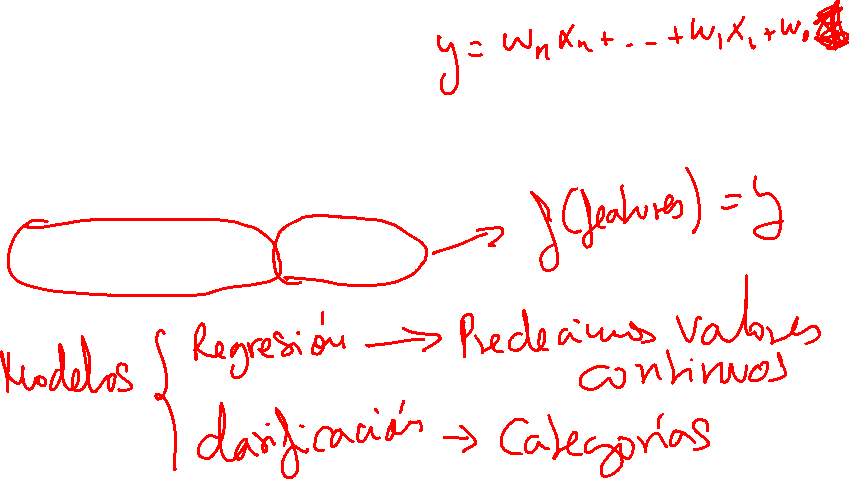 y = wₙxₙ + ... + w₁x₁ + w₀
f(features) = y
Modelos { Regresión → Predecimos valores continuos
clasificación → Categorías